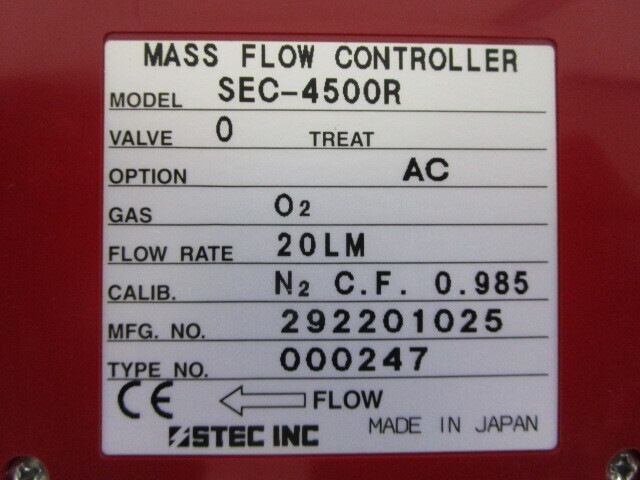 MASS FLOW CONTROLLER
MODEL SEC-4500R
VALVE O TREAT
OPTION AC
GAS O₂
FLOW RATE 20LM
CALIB. N₂ C.F. 0.985
MFG. NO. 292201025
TYPE NO. 000247
CE FLOW
STEC INC MADE IN JAPAN